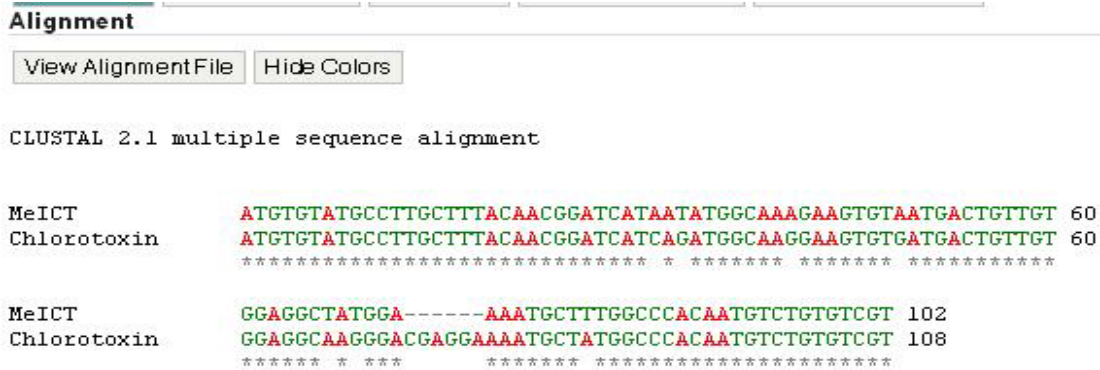 Alignment
View Alignment File Hide Colors
CLUSTAL 2.1 multiple sequence alignment
MeICT ATGTGTATGCCTTGCTTTACAACGGATCATAATATGGCAAAGAAGTGTAATGACTGTTGT 60
Chlorotoxin ATGTGTATGCCTTGCTTTACAACGGATCATCAGATGGCAAGGAAGTGTGATGACTGTTGT 60
****************************** * ******* ******* ***********
MeICT GGAGGCTATGGA------AAATGCTTTGGCCCACAATGTCTGTGTCGT 102
Chlorotoxin GGAGGCAAGGGACGAGGAAAATGCTATGGCCCACAATGTCTGTGTCGT 108
****** * ***      ******* **********************